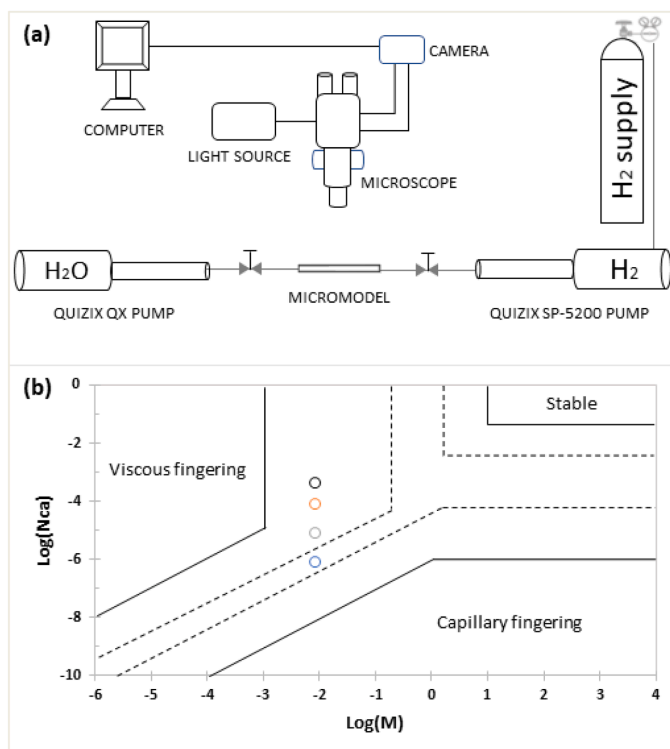 (a)
COMPUTER
CAMERA
LIGHT SOURCE
MICROSCOPE
H₂ supply
H₂O
H₂
MICROMODEL
QUIZIX QX PUMP
QUIZIX SP-5200 PUMP
(b)
0
-2
-4
-6
-8
-10
Log(Nca)
Viscous fingering
Stable
Capillary fingering
-6 -5 -4 -3 -2 -1 0 1 2 3 4
Log(M)